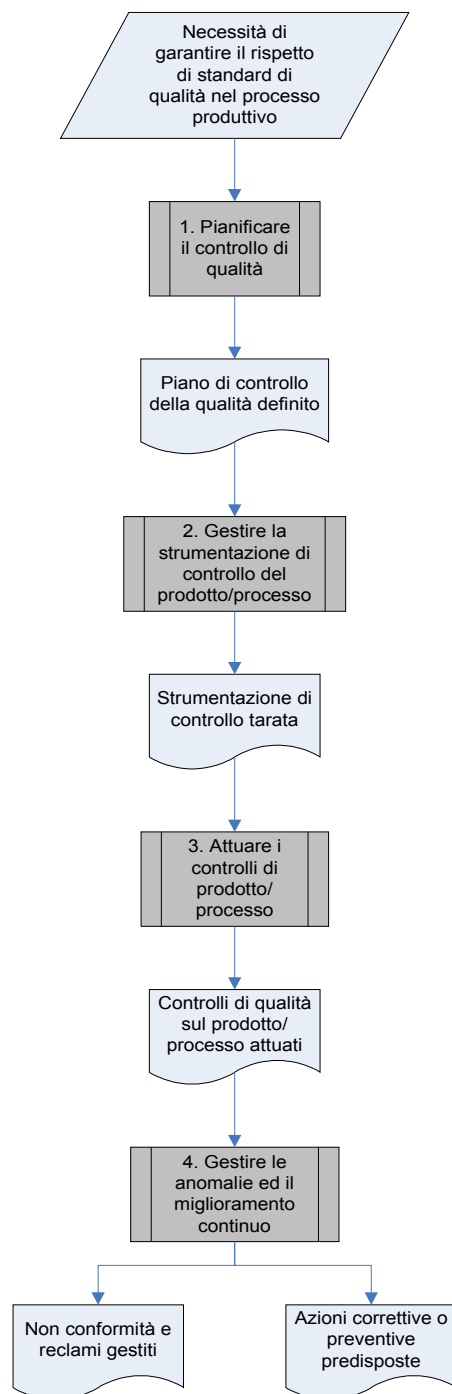 Necessità di
garantire il rispetto
di standard di
qualità nel processo
produttivo
1. Pianificare
il controllo di
qualità
Piano di controllo
della qualità definito
2. Gestire la
strumentazione di
controllo del
prodotto/processo
Strumentazione di
controllo tarata
3. Attuare i
controlli di
prodotto/
processo
Controlli di qualità
sul prodotto/
processo attuati
4. Gestire le
anomalie ed il
miglioramento
continuo
Non conformità e
reclami gestiti
Azioni correttive o
preventive
predisposte